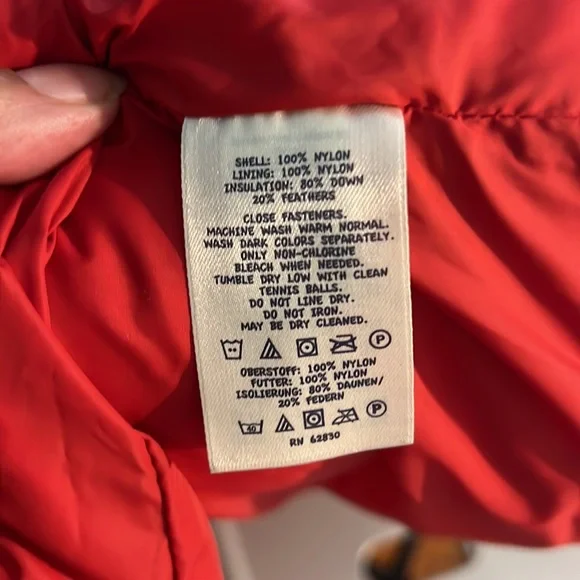 SHELL: 100% NYLON
LINING: 100% NYLON
INSULATION: 80% DOWN
20% FEATHERS
CLOSE FASTENERS.
MACHINE WASH WARM NORMAL.
WASH DARK COLORS SEPARATELY.
ONLY NON-CHLORINE
BLEACH WHEN NEEDED.
TUMBLE DRY LOW WITH CLEAN
TENNIS BALLS.
DO NOT LINE DRY.
DO NOT IRON.
MAY BE DRY CLEANED.
P
OBERSTOFF: 100% NYLON
FUTTER: 100% NYLON
ISOLIERUNG: 80% DAUNEN/
20% FEDERN
40 P
RN 62830